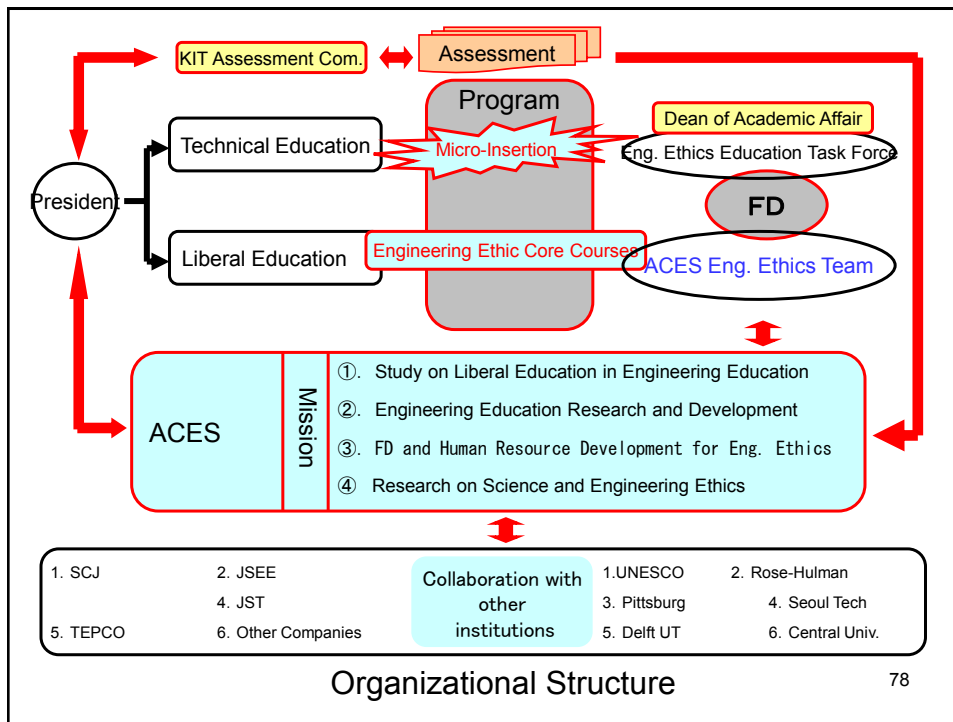 KIT Assessment Com.
Assessment
Program
Dean of Academic Affair
Technical Education
Micro-Insertion
Eng. Ethics Education Task Force
President
FD
Liberal Education
Engineering Ethic Core Courses
ACES Eng. Ethics Team
ACES
Mission
①. Study on Liberal Education in Engineering Education
②. Engineering Education Research and Development
③. FD and Human Resource Development for Eng. Ethics
④. Research on Science and Engineering Ethics
1. SCJ
2. JSEE
4. JST
5. TEPCO
6. Other Companies
Collaboration with
other
institutions
1.UNESCO
2. Rose-Hulman
3. Pittsburg
4. Seoul Tech
5. Delft UT
6. Central Univ.
Organizational Structure
78